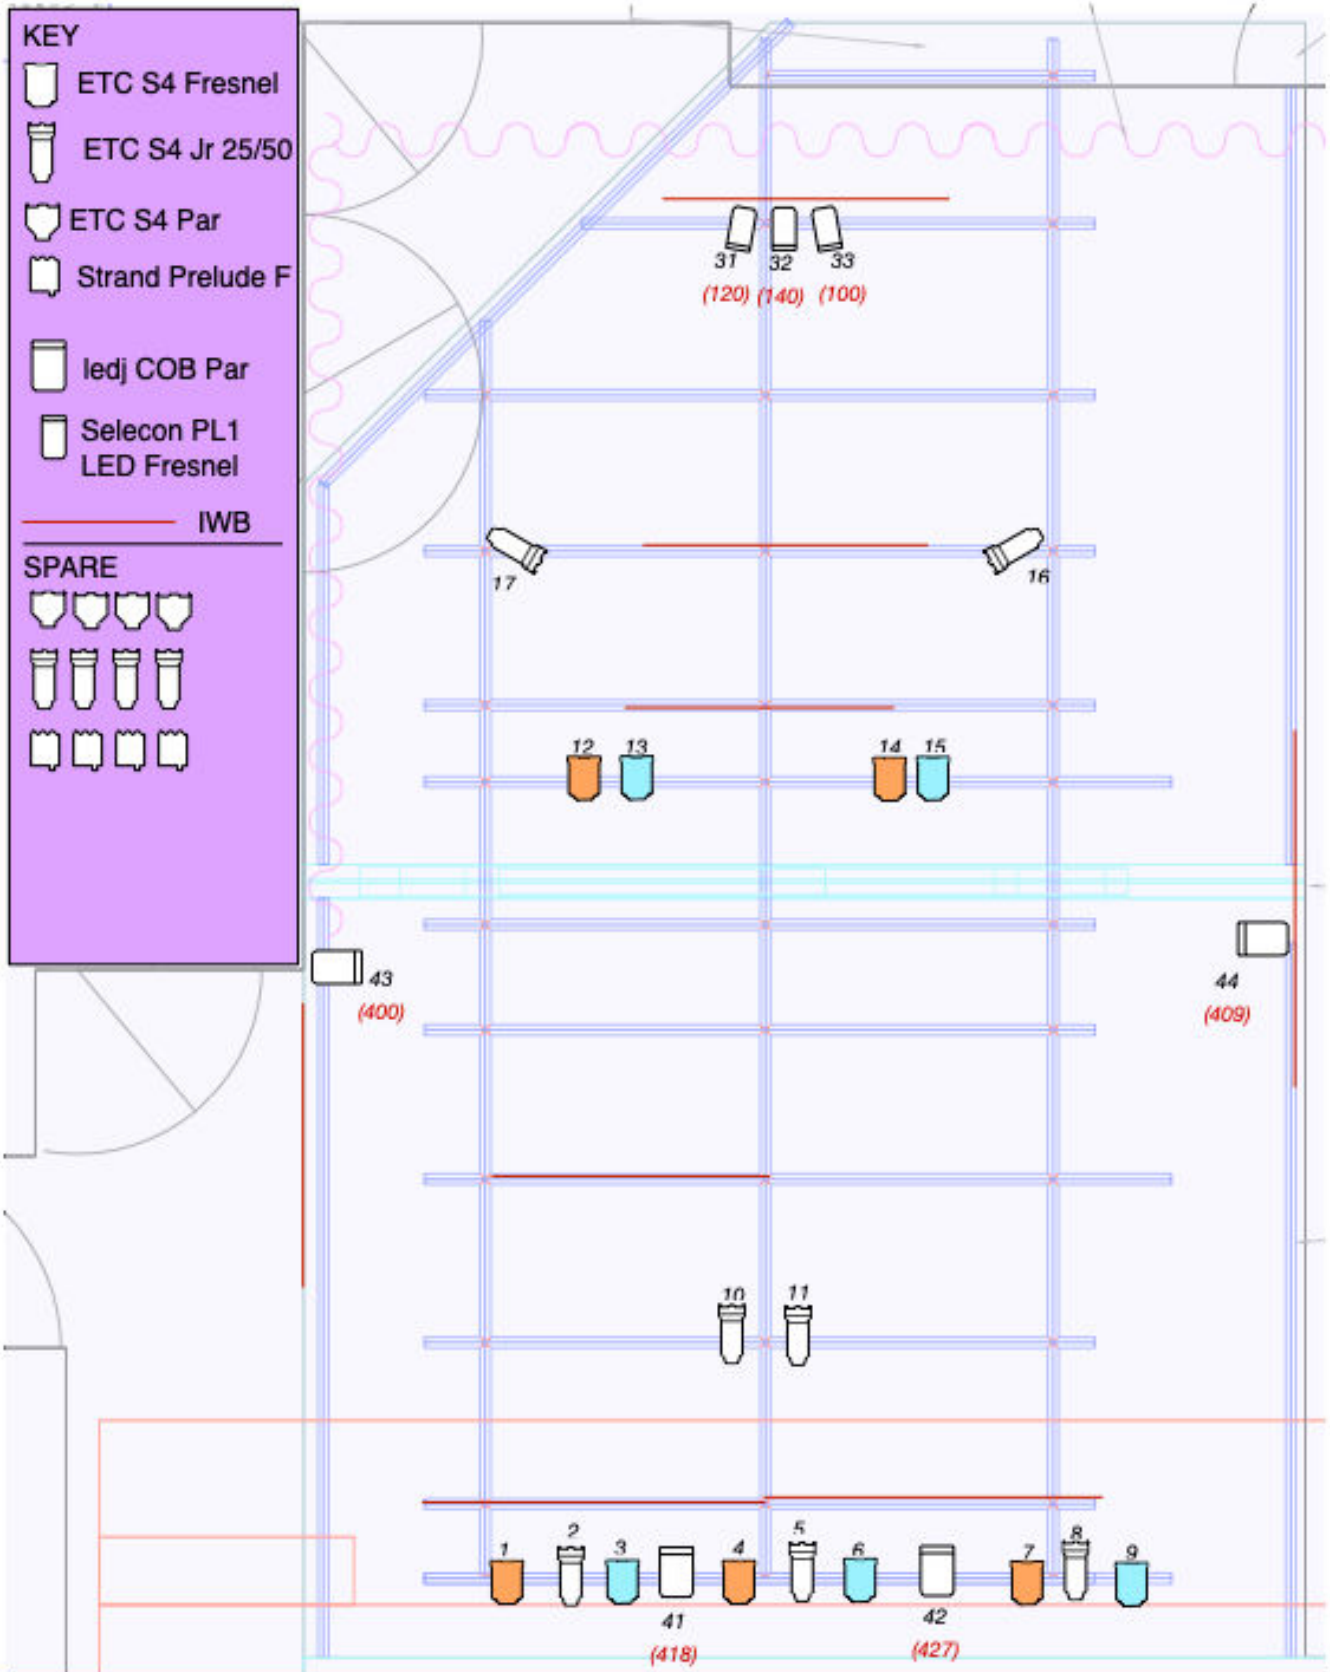 KEY
ETC S4 Fresnel
ETC S4 Jr 25/50
ETC S4 Par
Strand Prelude F
ledj COB Par
Selecon PL1
LED Fresnel
IWB
SPARE
31 32 33
(120) (140) (100)
17 16
12 13 14 15
43 44
(400) (409)
10 11
1 2 3 4 5 6 7 8 9
41 42
(418) (427)